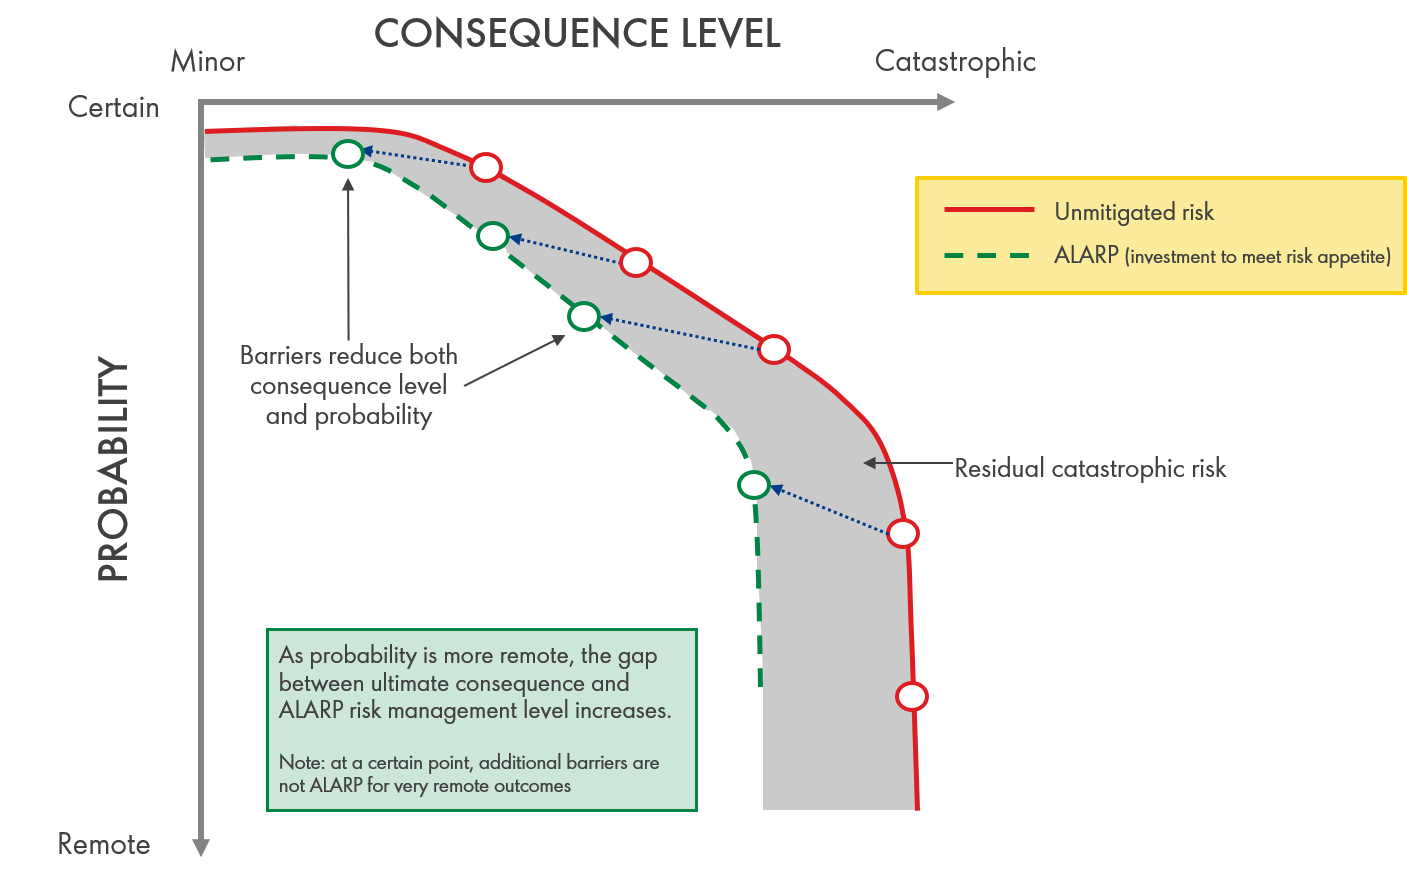 CONSEQUENCE LEVEL
Minor
Catastrophic
Certain
Unmitigated risk
ALARP (investment to meet risk appetite)
Barriers reduce both
consequence level
and probability
PROBABILITY
Residual catastrophic risk
As probability is more remote, the gap
between ultimate consequence and
ALARP risk management level increases.
Note: at a certain point, additional barriers are
not ALARP for very remote outcomes
Remote